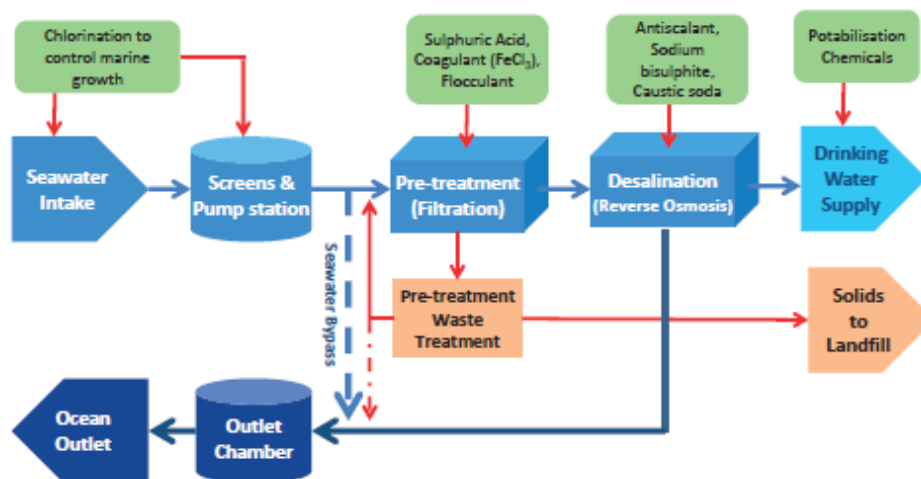 Chlorination to
control marine
growth
Sulphuric Acid,
Coagulant (FeCl₃),
Flocculant
Antiscalant,
Sodium
bisulphite,
Caustic soda
Potabilisation
Chemicals
Seawater
Intake
Screens &
Pump station
Pre-treatment
(Filtration)
Desalination
(Reverse Osmosis)
Drinking
Water
Supply
Seawater Bypass
Pre-treatment
Waste
Treatment
Solids
to
Landfill
Ocean
Outlet
Outlet
Chamber